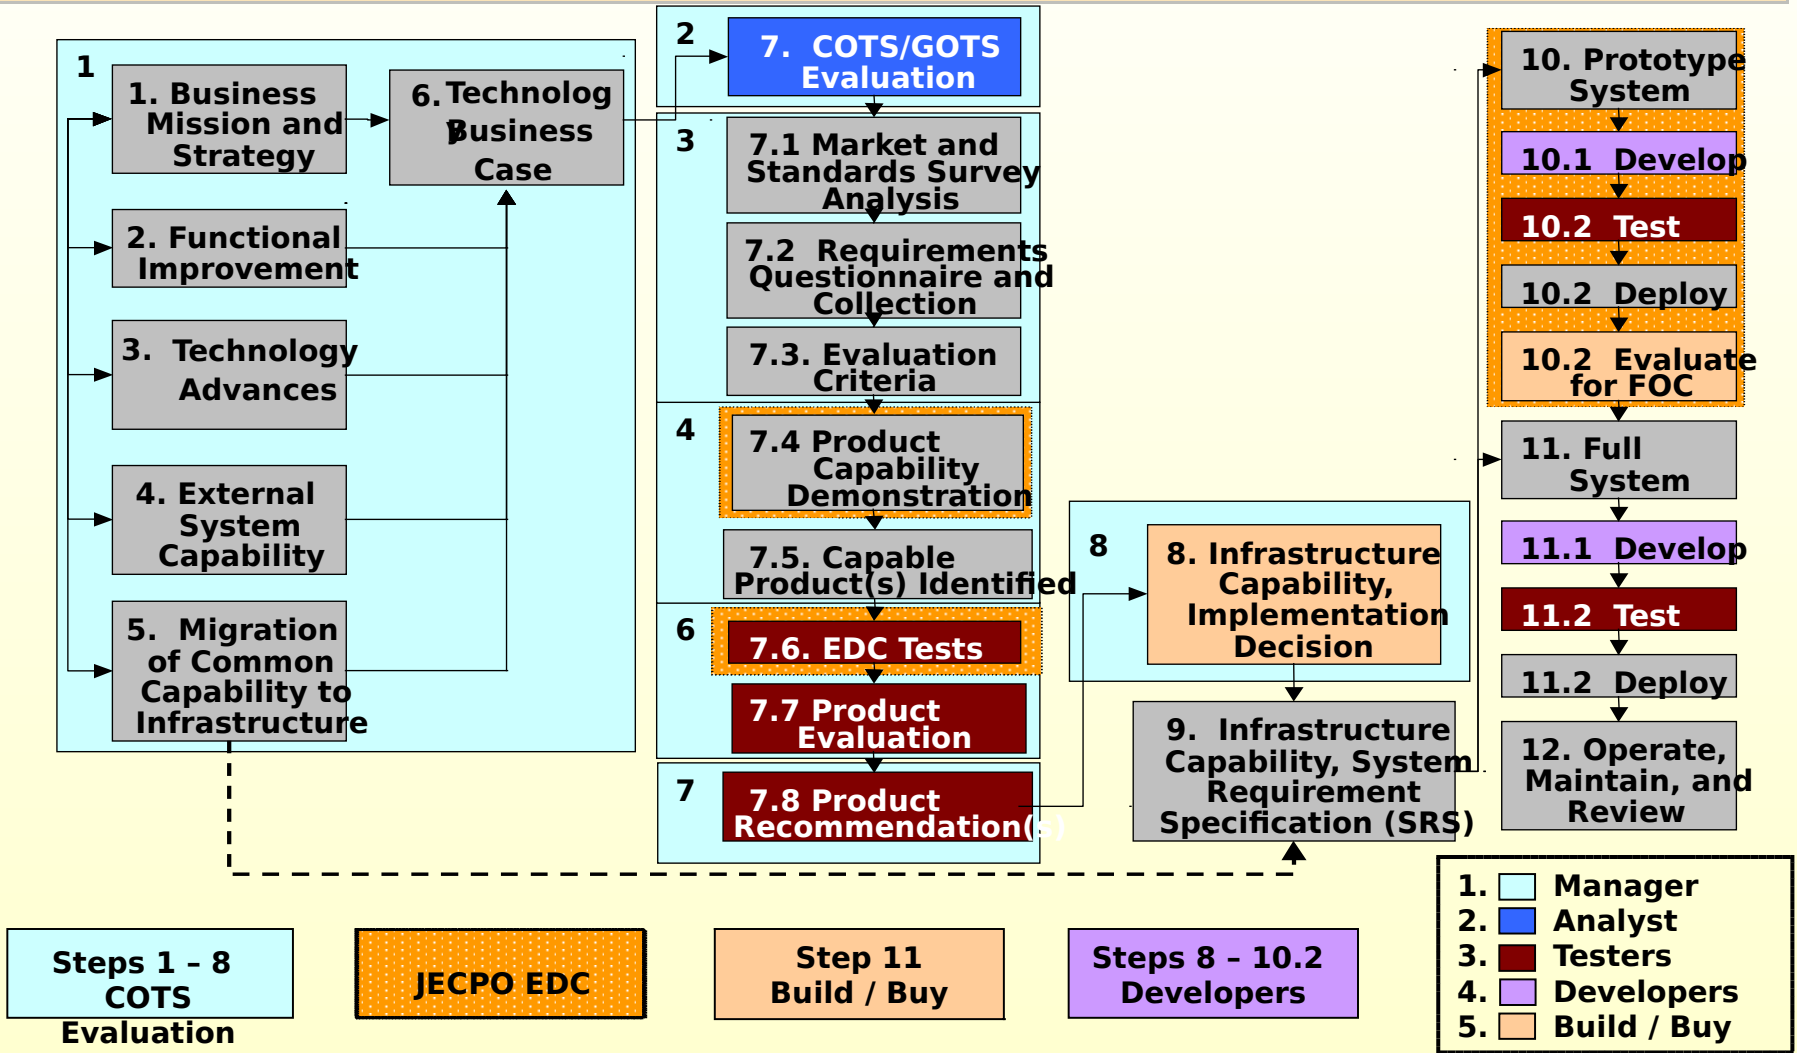 1
1. Business
Mission and
Strategy
2. Functional
Improvement
3. Technology
Advances
4. External
System
Capability
5. Migration
of Common
Capability to
Infrastructure
6. Technology
Business
Case
2
7. COTS/GOTS
Evaluation
3
7.1 Market and
Standards Survey
Analysis
7.2 Requirements
Questionnaire and
Collection
7.3. Evaluation
Criteria
4
7.4 Product
Capability
Demonstration
7.5. Capable
Product(s) Identified
6
7.6. EDC Tests
7.7 Product
Evaluation
7
7.8 Product
Recommendation(s)
8
8. Infrastructure
Capability,
Implementation
Decision
9. Infrastructure
Capability, System
Requirement
Specification (SRS)
10. Prototype
System
10.1 Develop
10.2 Test
10.2 Deploy
10.2 Evaluate
for FOC
11. Full
System
11.1 Develop
11.2 Test
11.2 Deploy
12. Operate,
Maintain, and
Review
1. Manager
2. Analyst
3. Testers
4. Developers
5. Build / Buy
Steps 1 – 8
COTS
Evaluation
JECPO EDC
Step 11
Build / Buy
Steps 8 – 10.2
Developers